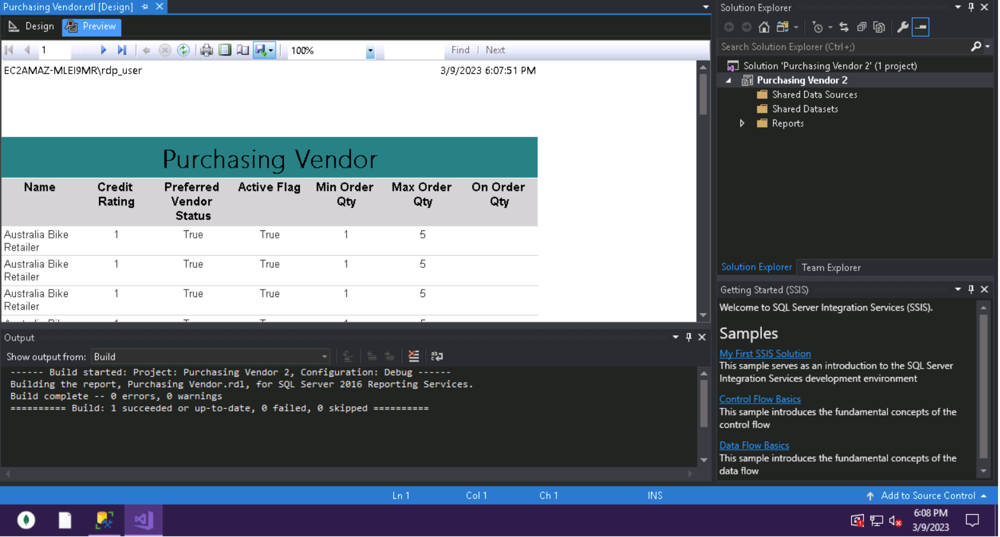 Purchasing Vendor.rdl [Design]
Design Preview
1 100% Find | Next
EC2AMAZ-MLEI9MR\rdp_user 3/9/2023 6:07:51 PM
Purchasing Vendor
Name Credit Rating Preferred Vendor Status Active Flag Min Order Qty Max Order Qty On Order Qty
Australia Bike Retailer 1 True True 1 5
Australia Bike Retailer 1 True True 1 5
Australia Bike Retailer 1 True True 1 5
Output
Show output from: Build
------ Build started: Project: Purchasing Vendor 2, Configuration: Debug ------
Building the report, Purchasing Vendor.rdl, for SQL Server 2016 Reporting Services.
Build complete -- 0 errors, 0 warnings
========== Build: 1 succeeded or up-to-date, 0 failed, 0 skipped ==========
Solution Explorer
Search Solution Explorer (Ctrl+;)
Solution 'Purchasing Vendor 2' (1 project)
Purchasing Vendor 2
Shared Data Sources
Shared Datasets
Reports
Solution Explorer Team Explorer
Getting Started (SSIS)
Welcome to SQL Server Integration Services (SSIS).
Samples
My First SSIS Solution
This sample serves as an introduction to the SQL Server
Integration Services development environment
Control Flow Basics
This sample introduces the fundamental concepts of the
control flow
Data Flow Basics
This sample introduces the fundamental concepts of the
data flow
Ln 1 Col 1 Ch 1 INS Add to Source Control
6:08 PM
3/9/2023